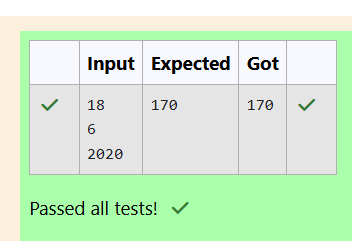 Input Expected Got
18 170 170
6
2020
Passed all tests!